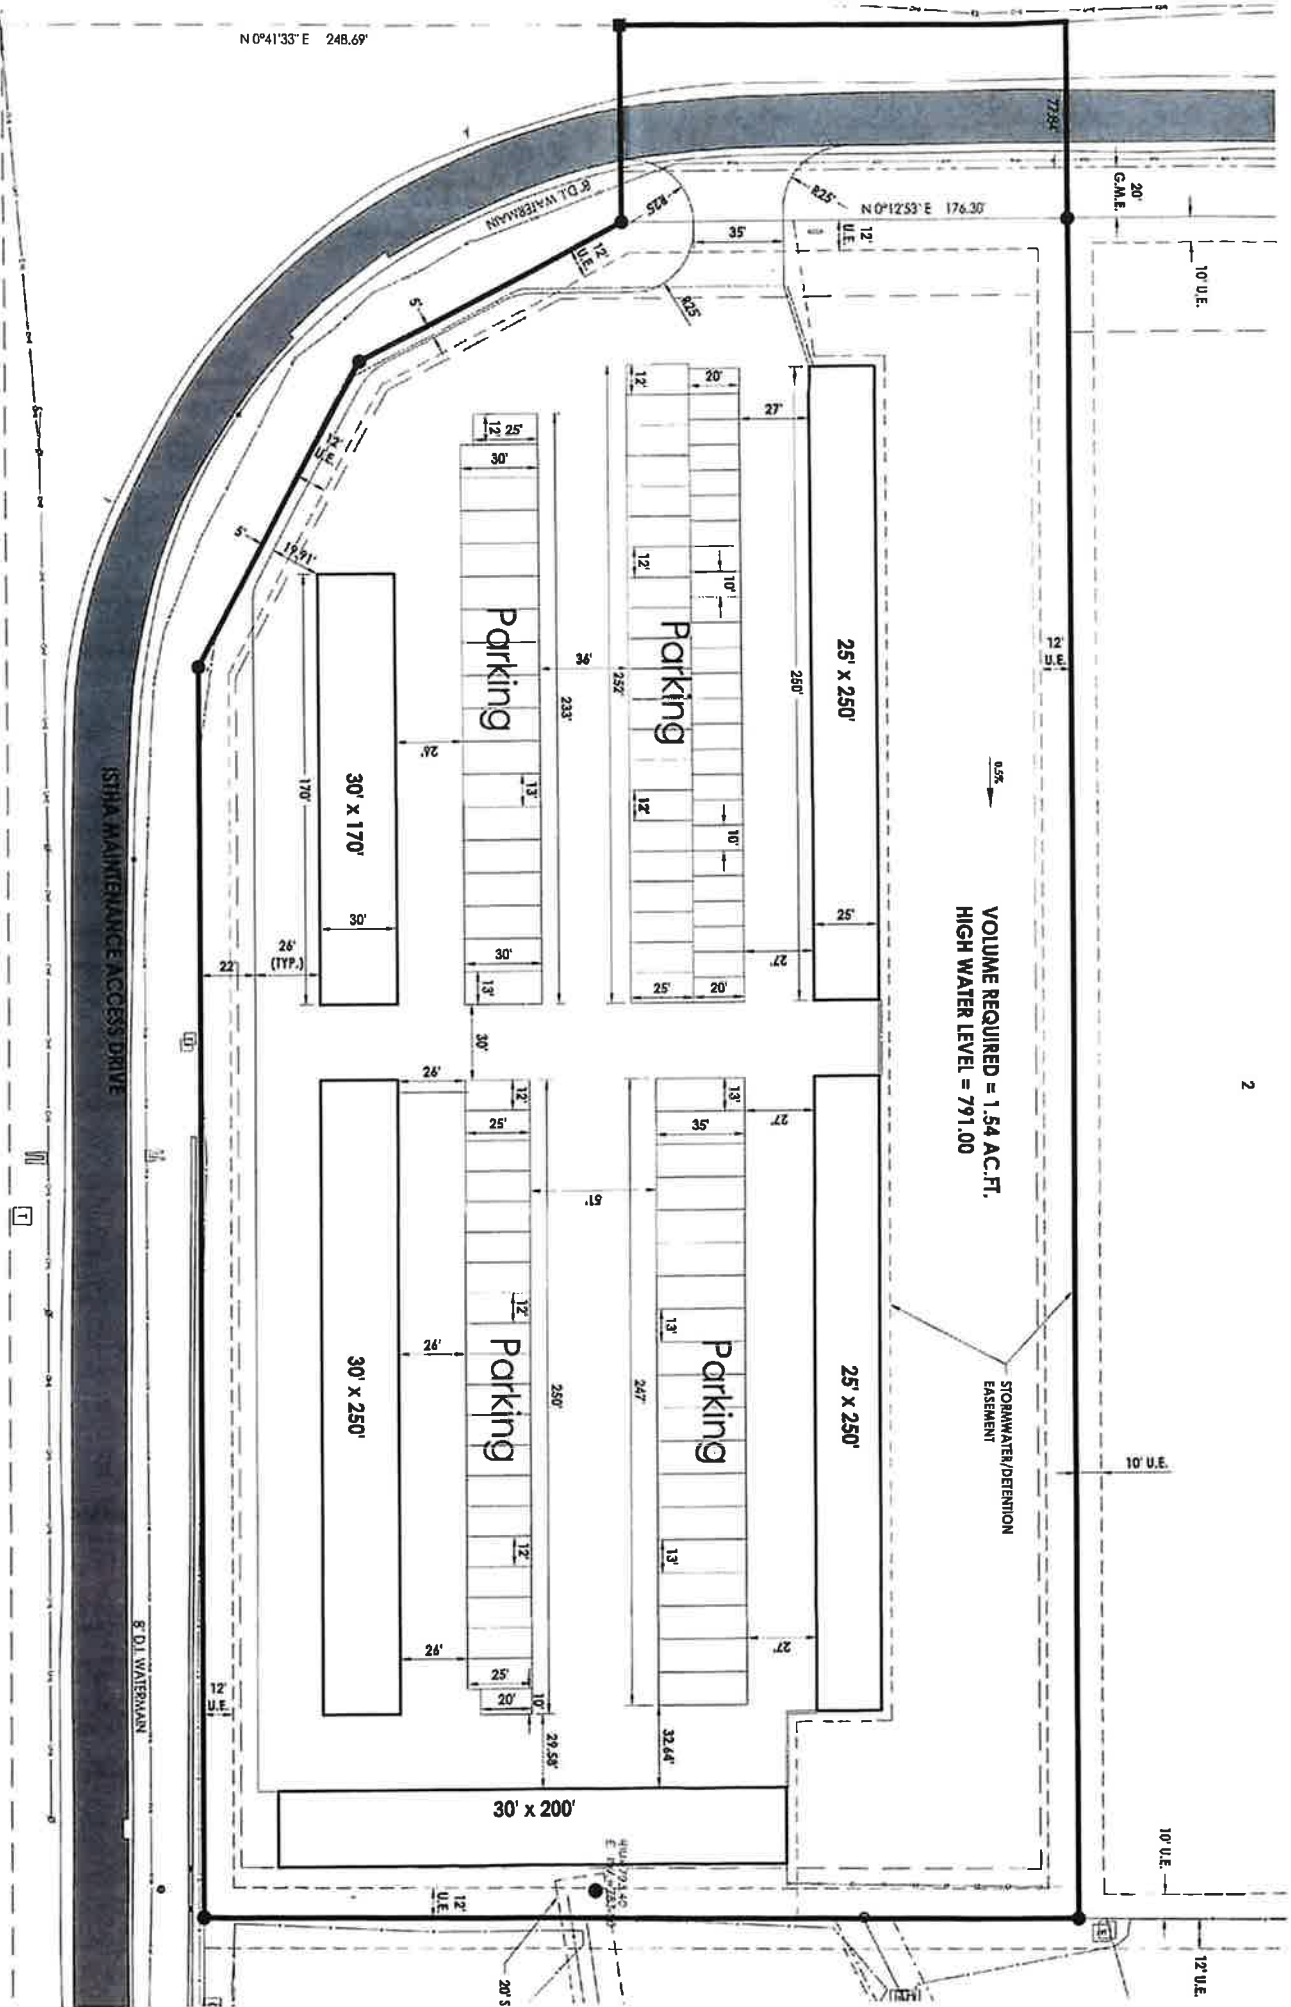 N 0°41'33" E 248.69'
77.84'
20'
G.M.E.
10' U.E.
8" D.I. WATERMAIN
R25'
R25'
N 0°12'53" E 176.30'
12'
U.E.
35'
12'
U.E.
R25'
5'
12'
20'
27'
12'
25'
30'
12'
U.E.
5'
19.91'
12'
10'
Parking
Parking
36'
252'
233'
250'
25' x 250'
12'
U.E.
0.5%
26'
170'
30' x 170'
13'
12'
10'
ISTHA MAINTENANCE ACCESS DRIVE
30'
25'
VOLUME REQUIRED = 1.54 AC.FT.
HIGH WATER LEVEL = 791.00
22'
26'
(TYP.)
30'
13'
27'
25'
20'
30'
2
26'
12'
25'
13'
35'
27'
51'
T
12'
13'
26'
30' x 250'
Parking
250'
247'
Parking
25' x 250'
STORMWATER/DETENTION
EASEMENT
10' U.E.
12'
13'
26'
27'
25'
20'
10'
29.58'
32.64'
8" D.I. WATERMAIN
12'
U.E.
30' x 200'
12'
U.E.
10' U.E.
12' U.E.
20' S